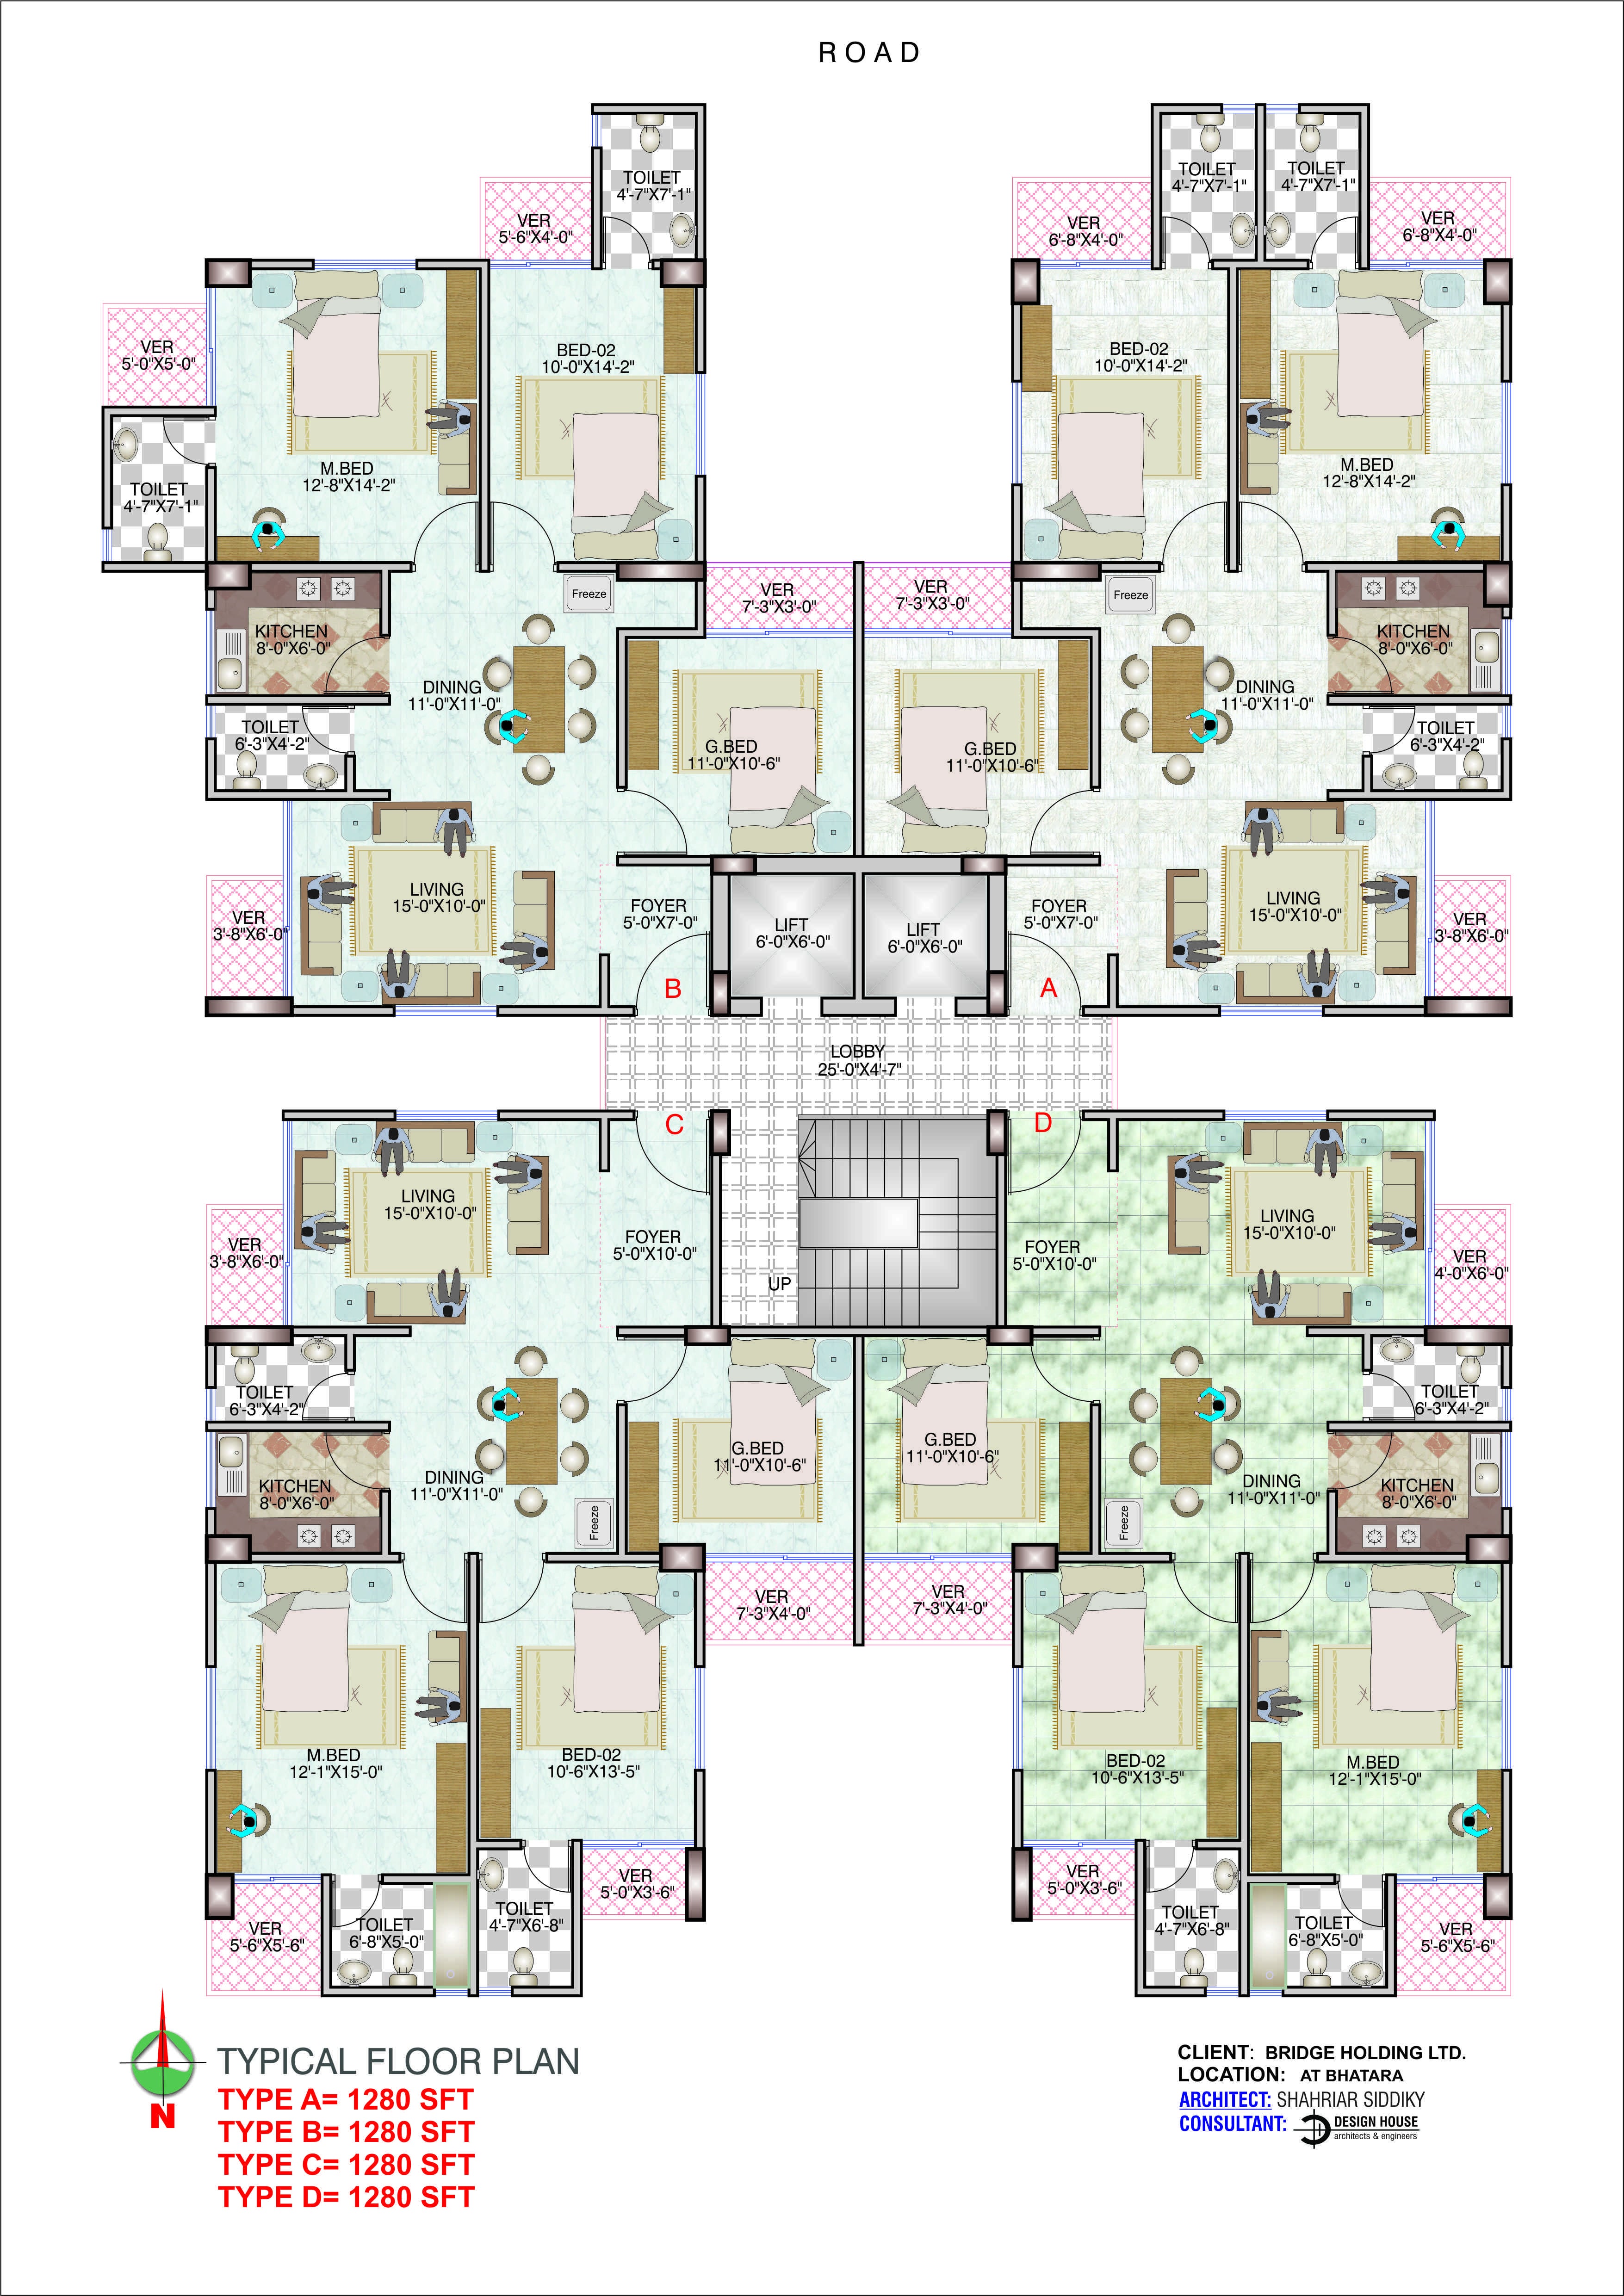 ROAD
TOILET
4'-7"X7'-1"
VER
5'-6"X4'-0"
TOILET
4'-7"X7'-1"
TOILET
4'-7"X7'-1"
VER
6'-8"X4'-0"
VER
6'-8"X4'-0"
VER
5'-0"X5'-0"
BED-02
10'-0"X14'-2"
BED-02
10'-0"X14'-2"
M.BED
12'-8"X14'-2"
M.BED
12'-8"X14'-2"
TOILET
4'-7"X7'-1"
Freeze
VER
7'-3"X3'-0"
VER
7'-3"X3'-0"
Freeze
KITCHEN
8'-0"X6'-0"
KITCHEN
8'-0"X6'-0"
DINING
11'-0"X11'-0"
DINING
11'-0"X11'-0"
TOILET
6'-3"X4'-2"
G.BED
11'-0"X10'-6"
G.BED
11'-0"X10'-6"
TOILET
6'-3"X4'-2"
LIVING
15'-0"X10'-0"
LIVING
15'-0"X10'-0"
VER
3'-8"X6'-0"
FOYER
5'-0"X7'-0"
LIFT
6'-0"X6'-0"
LIFT
6'-0"X6'-0"
FOYER
5'-0"X7'-0"
VER
3'-8"X6'-0"
B
A
LOBBY
25'-0"X4'-7"
C
D
LIVING
15'-0"X10'-0"
LIVING
15'-0"X10'-0"
VER
3'-8"X6'-0"
FOYER
5'-0"X10'-0"
FOYER
5'-0"X10'-0"
VER
4'-0"X6'-0"
UP
TOILET
6'-3"X4'-2"
TOILET
6'-3"X4'-2"
G.BED
11'-0"X10'-6"
G.BED
11'-0"X10'-6"
KITCHEN
8'-0"X6'-0"
DINING
11'-0"X11'-0"
DINING
11'-0"X11'-0"
KITCHEN
8'-0"X6'-0"
Freeze
Freeze
VER
7'-3"X4'-0"
VER
7'-3"X4'-0"
M.BED
12'-1"X15'-0"
BED-02
10'-6"X13'-5"
BED-02
10'-6"X13'-5"
M.BED
12'-1"X15'-0"
VER
5'-0"X3'-6"
VER
5'-0"X3'-6"
VER
5'-6"X5'-6"
TOILET
6'-8"X5'-0"
TOILET
4'-7"X6'-8"
TOILET
4'-7"X6'-8"
TOILET
6'-8"X5'-0"
VER
5'-6"X5'-6"
N
TYPICAL FLOOR PLAN
TYPE A= 1280 SFT
TYPE B= 1280 SFT
TYPE C= 1280 SFT
TYPE D= 1280 SFT
CLIENT: BRIDGE HOLDING LTD.
LOCATION: AT BHATARA
ARCHITECT: SHAHRIAR SIDDIKY
CONSULTANT: DESIGN HOUSE
architects & engineers